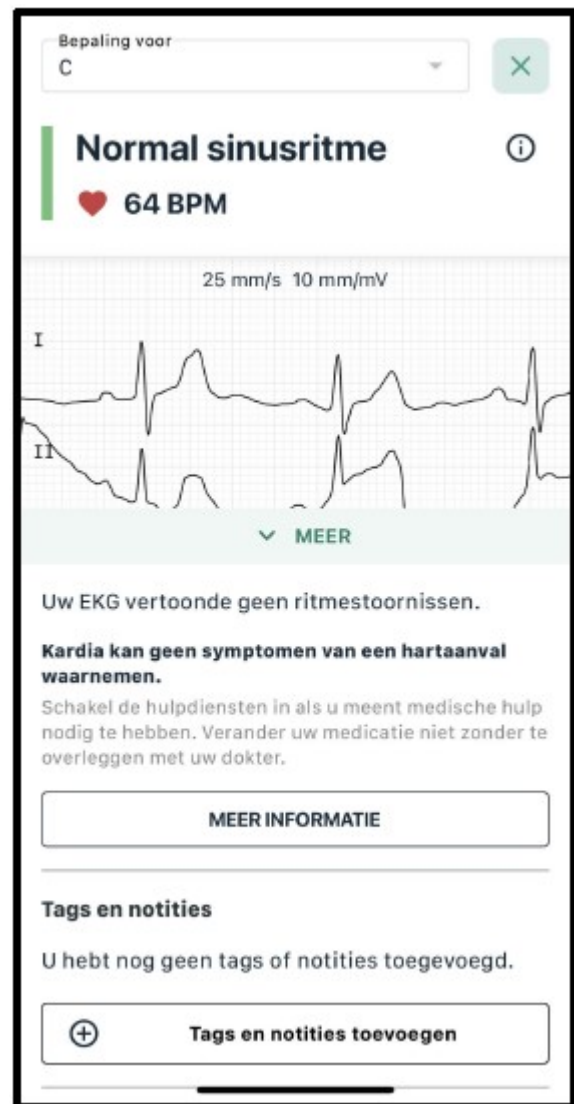 Bepaling voor
C
Normal sinusritme
64 BPM
25 mm/s 10 mm/mV
I
II
MEER
Uw EKG vertoonde geen ritmestoornissen.
Kardia kan geen symptomen van een hartaanval
waarnemen.
Schakel de hulpdiensten in als u meent medische hulp
nodig te hebben. Verander uw medicatie niet zonder te
overleggen met uw dokter.
MEER INFORMATIE
Tags en notities
U hebt nog geen tags of notities toegevoegd.
Tags en notities toevoegen